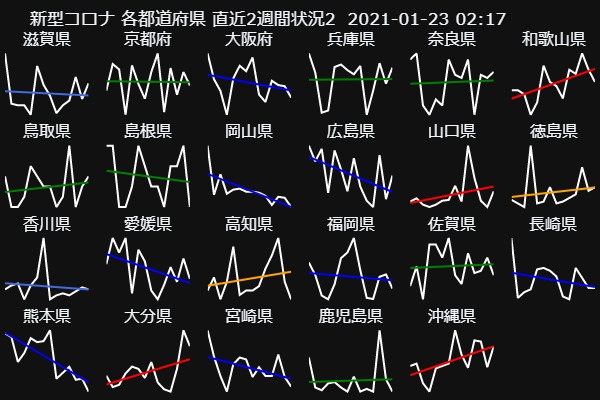 新型コロナ 各都道府県 直近2週間状況2 2021-01-23 02:17
滋賀県 京都府 大阪府 兵庫県 奈良県 和歌山県
鳥取県 島根県 岡山県 広島県 山口県 徳島県
香川県 愛媛県 高知県 福岡県 佐賀県 長崎県
熊本県 大分県 宮崎県 鹿児島県 沖縄県